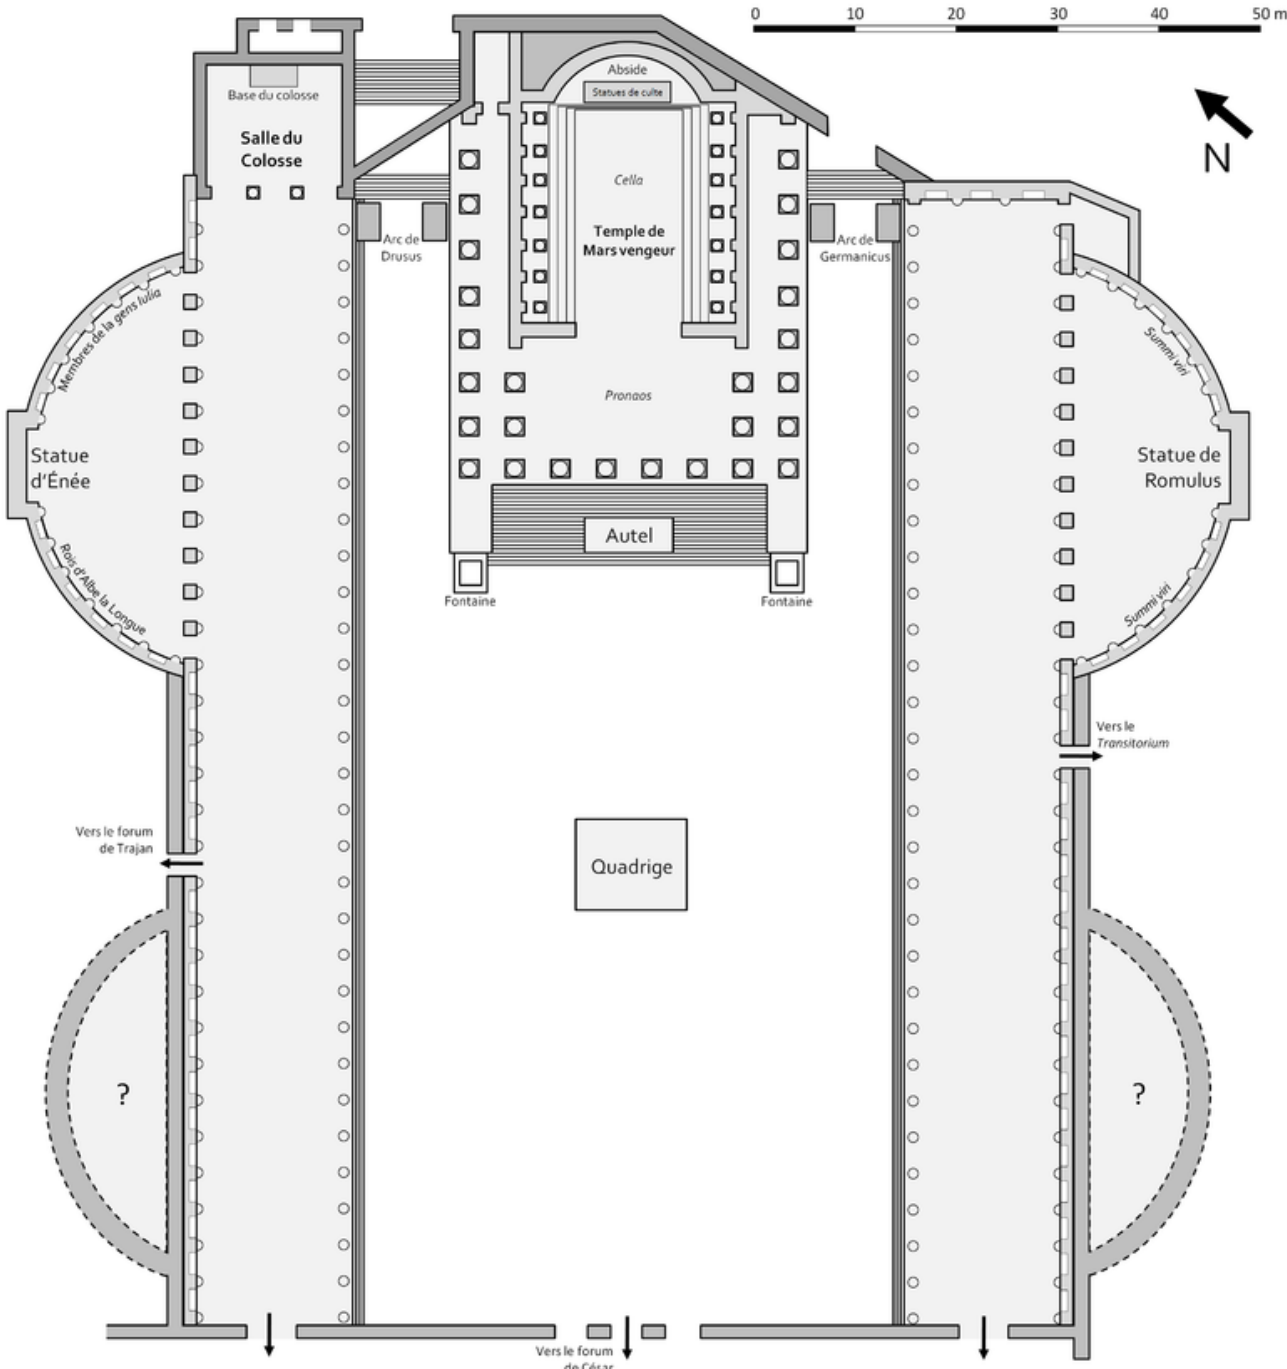 0 10 20 30 40 50 m
N
Abside
Statues de culte
Base du colosse
Salle du
Colosse
Cella
Temple de
Mars vengeur
Arc de
Drusus
Arc de
Germanicus
Membres de la gens Iulia
Summi viri
Pronaos
Statue
d'Énée
Statue de
Romulus
Autel
Rois d'Albe la Longue
Summi viri
Fontaine
Fontaine
Vers le
Transitorium
Vers le forum
de Trajan
Quadrige
?
?
Vers le forum
de César